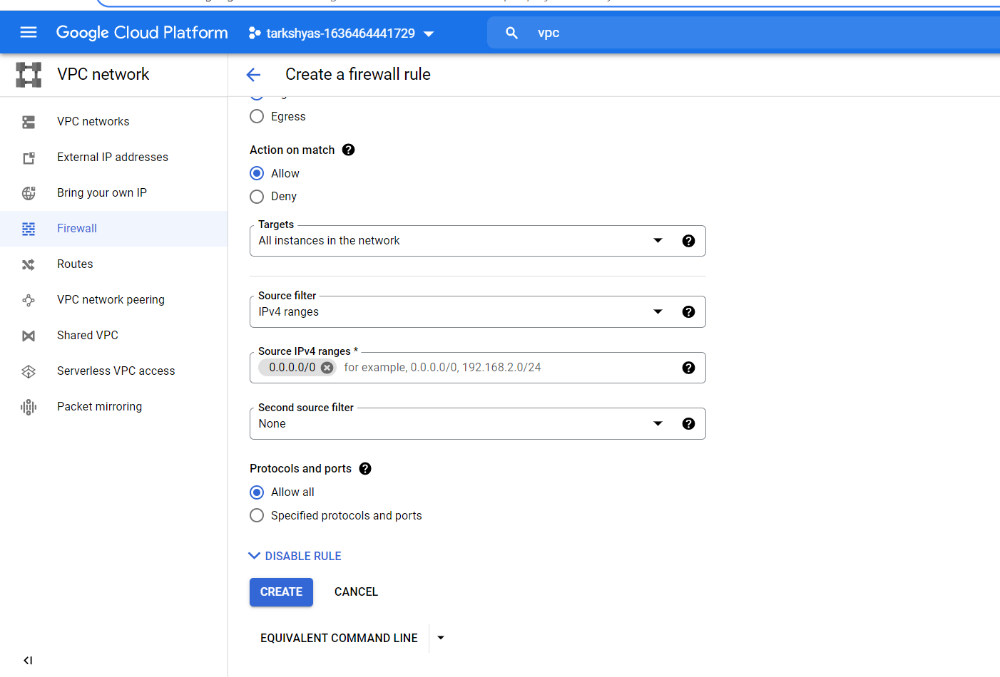 Google Cloud Platform
tarkshyas-1636464441729
vpc
VPC network
Create a firewall rule
VPC networks
External IP addresses
Bring your own IP
Firewall
Routes
VPC network peering
Shared VPC
Serverless VPC access
Packet mirroring
Egress
Action on match
Allow
Deny
Targets
All instances in the network
Source filter
IPv4 ranges
Source IPv4 ranges *
0.0.0.0/0 for example, 0.0.0.0/0, 192.168.2.0/24
Second source filter
None
Protocols and ports
Allow all
Specified protocols and ports
DISABLE RULE
CREATE
CANCEL
EQUIVALENT COMMAND LINE